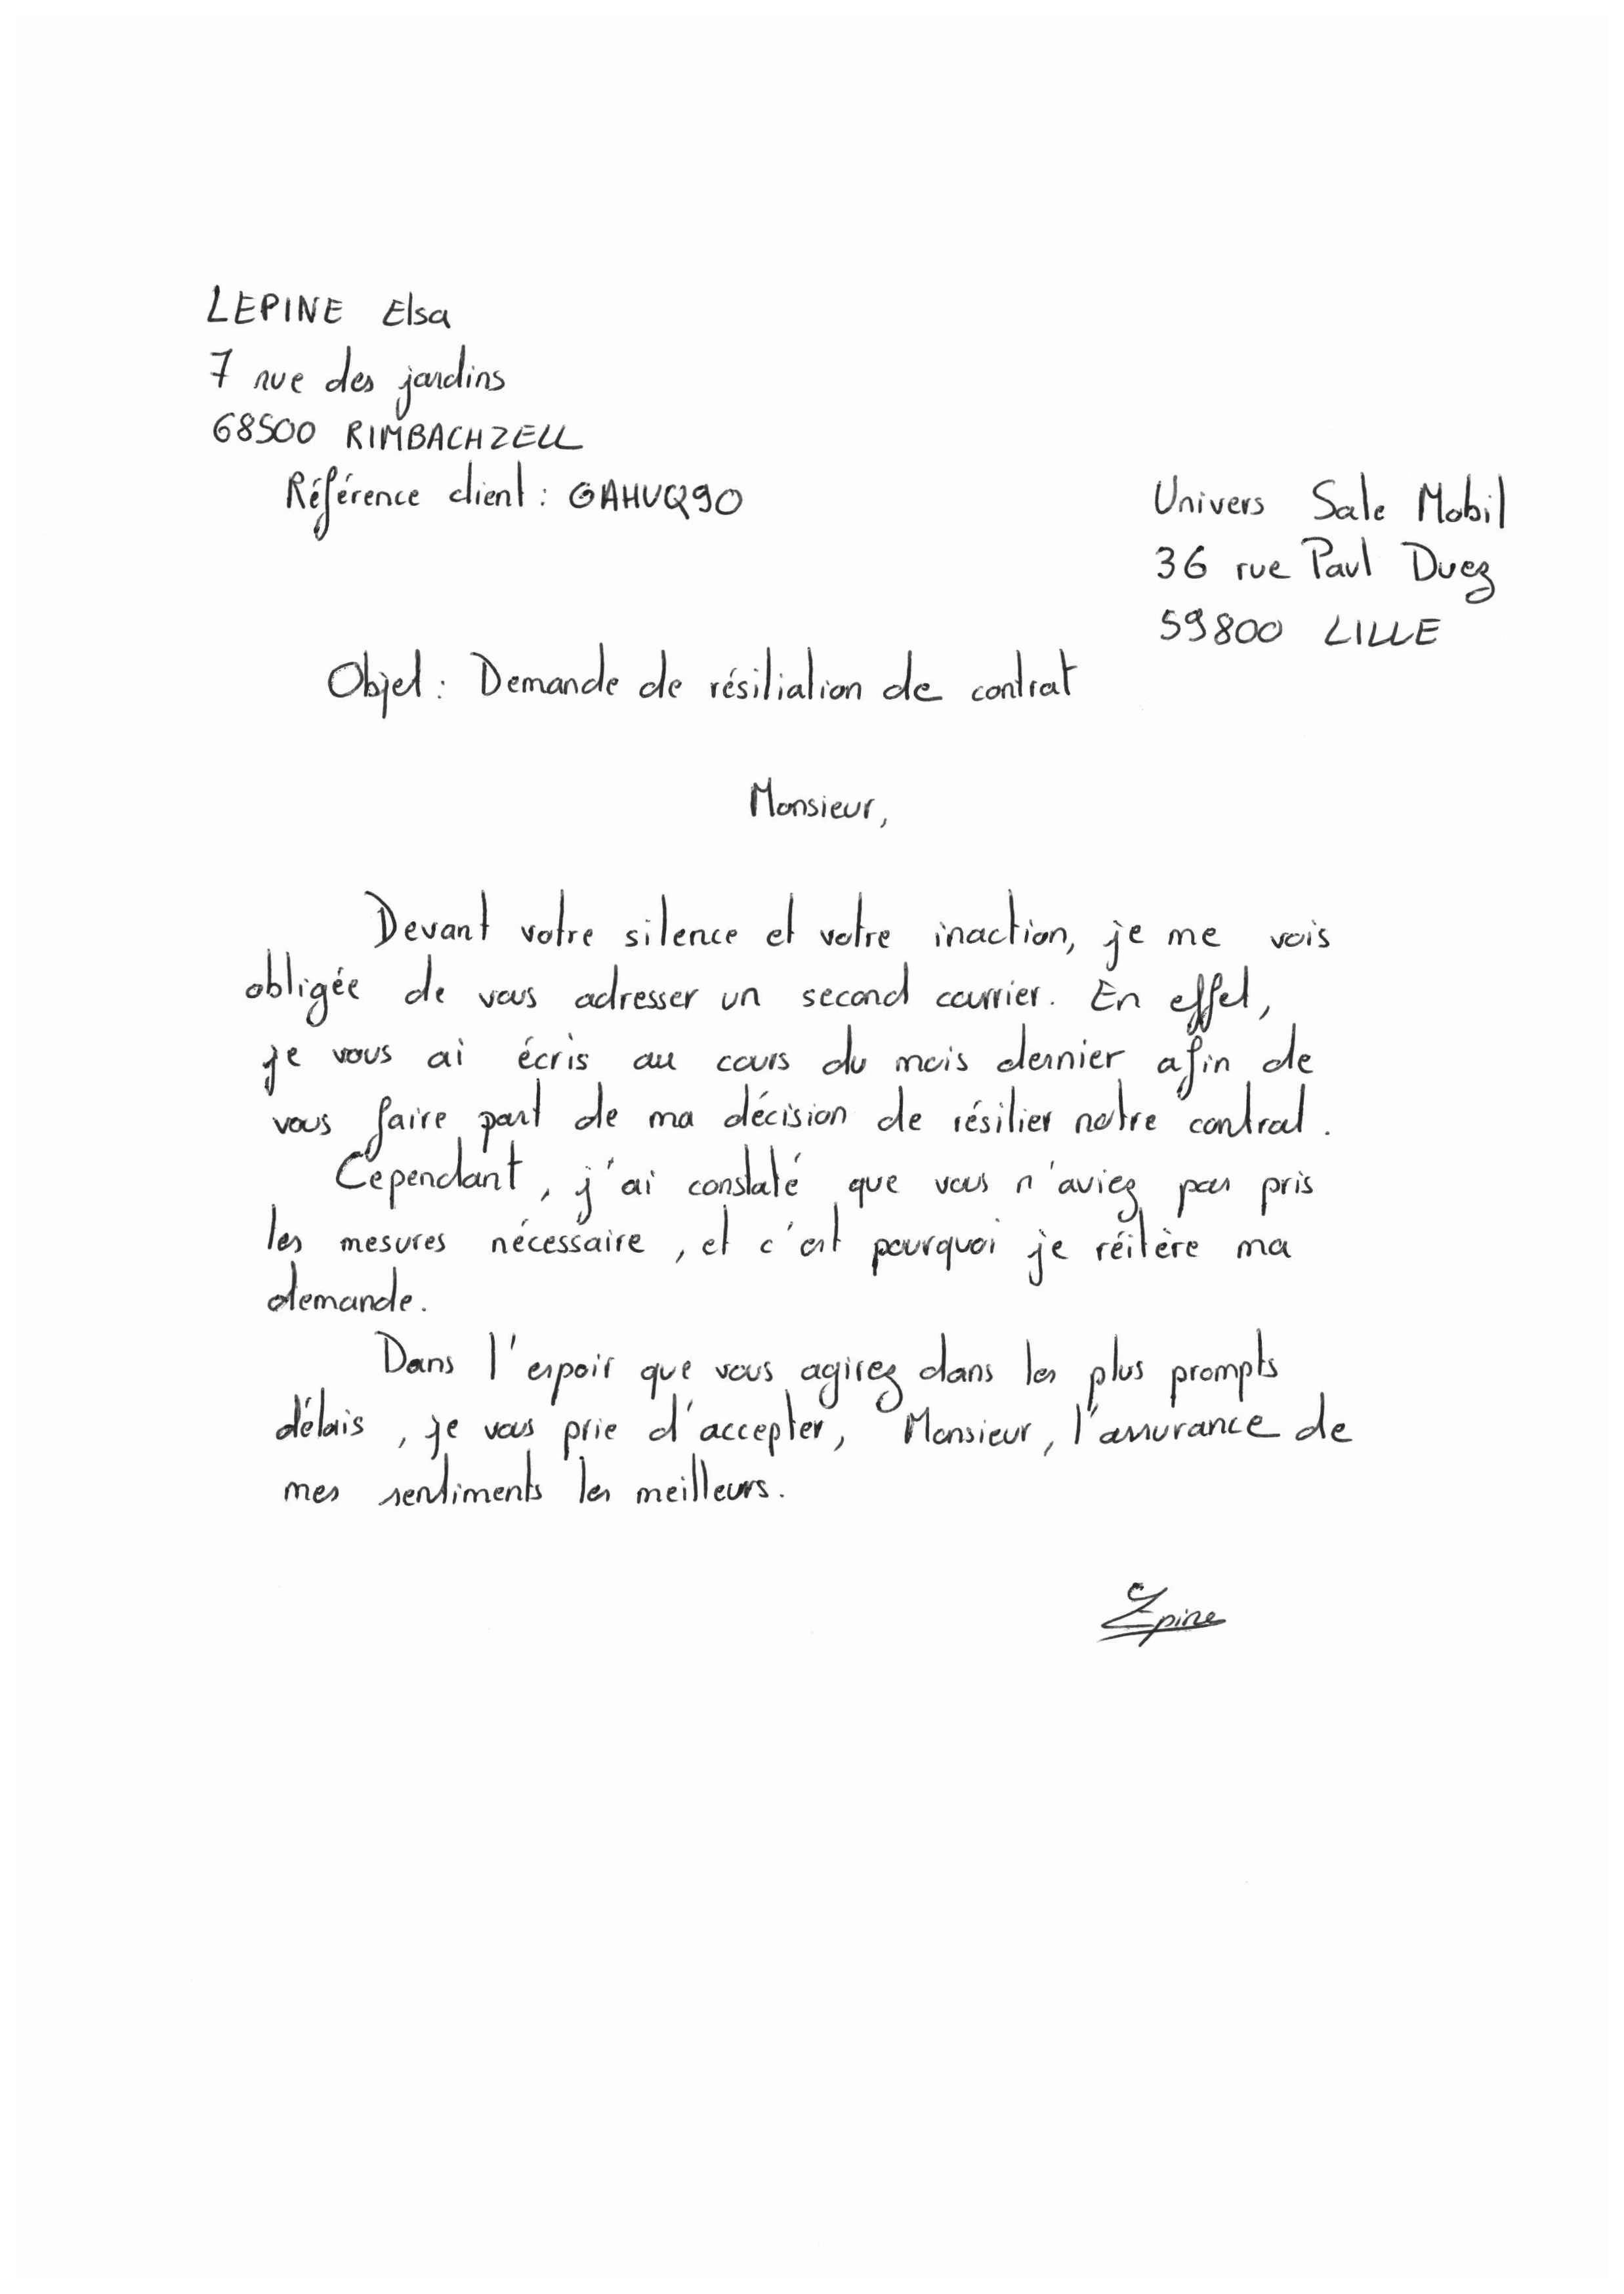 LEPINE Elsa
7 rue des jardins
68500 RIMBACHZELL
Référence client : GAHUQ90
Univers Sale Mobil
36 rue Paul Duez
59800 LILLE
Objet : Demande de résiliation de contrat
Monsieur,
Devant votre silence et votre inaction, je me vois
obligée de vous adresser un second courrier. En effet,
je vous ai écris au cours du mois dernier afin de
vous faire part de ma décision de résilier notre contrat.
Cependant, j'ai constaté que vous n'aviez pas pris
les mesures nécessaire, et c'est pourquoi je réitère ma
demande.
Dans l'espoir que vous agirez dans les plus prompts
délais, je vous prie d'accepter, Monsieur, l'assurance de
mes sentiments les meilleurs.
Lepine